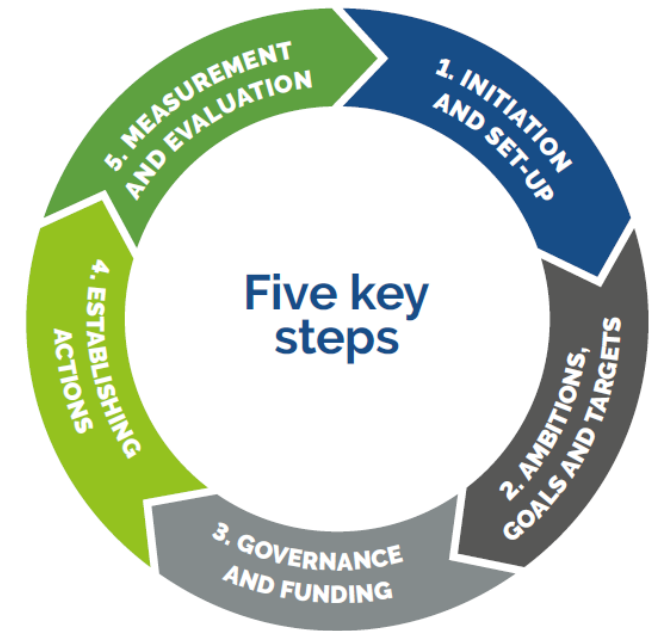 Five key
steps
1. INITIATION
AND SET-UP
2. AMBITIONS,
GOALS AND TARGETS
3. GOVERNANCE
AND FUNDING
4. ESTABLISHING
ACTIONS
5. MEASUREMENT
AND EVALUATION